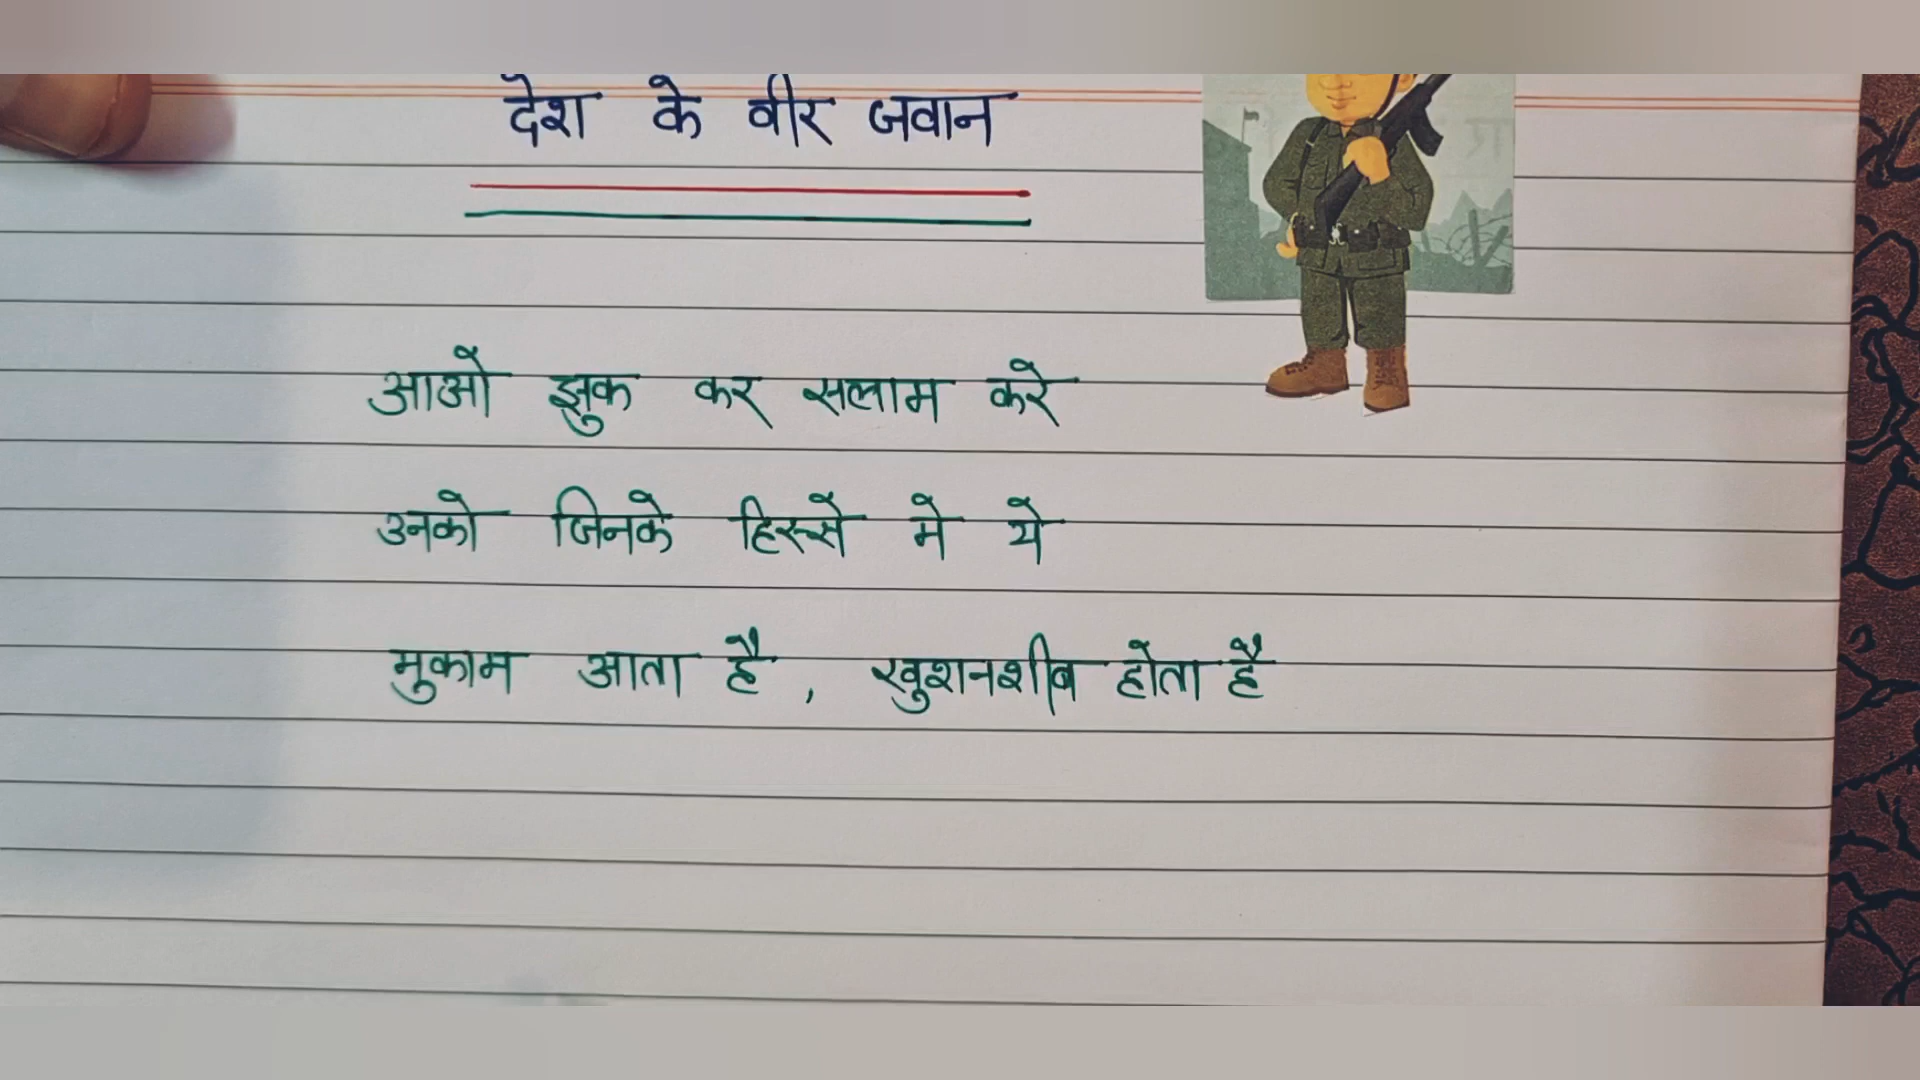 देश के वीर जवान
आओ झुक कर सलाम करे
उनको जिनके हिस्से मे ये
मुकाम आता है , खुशनशीब होता है